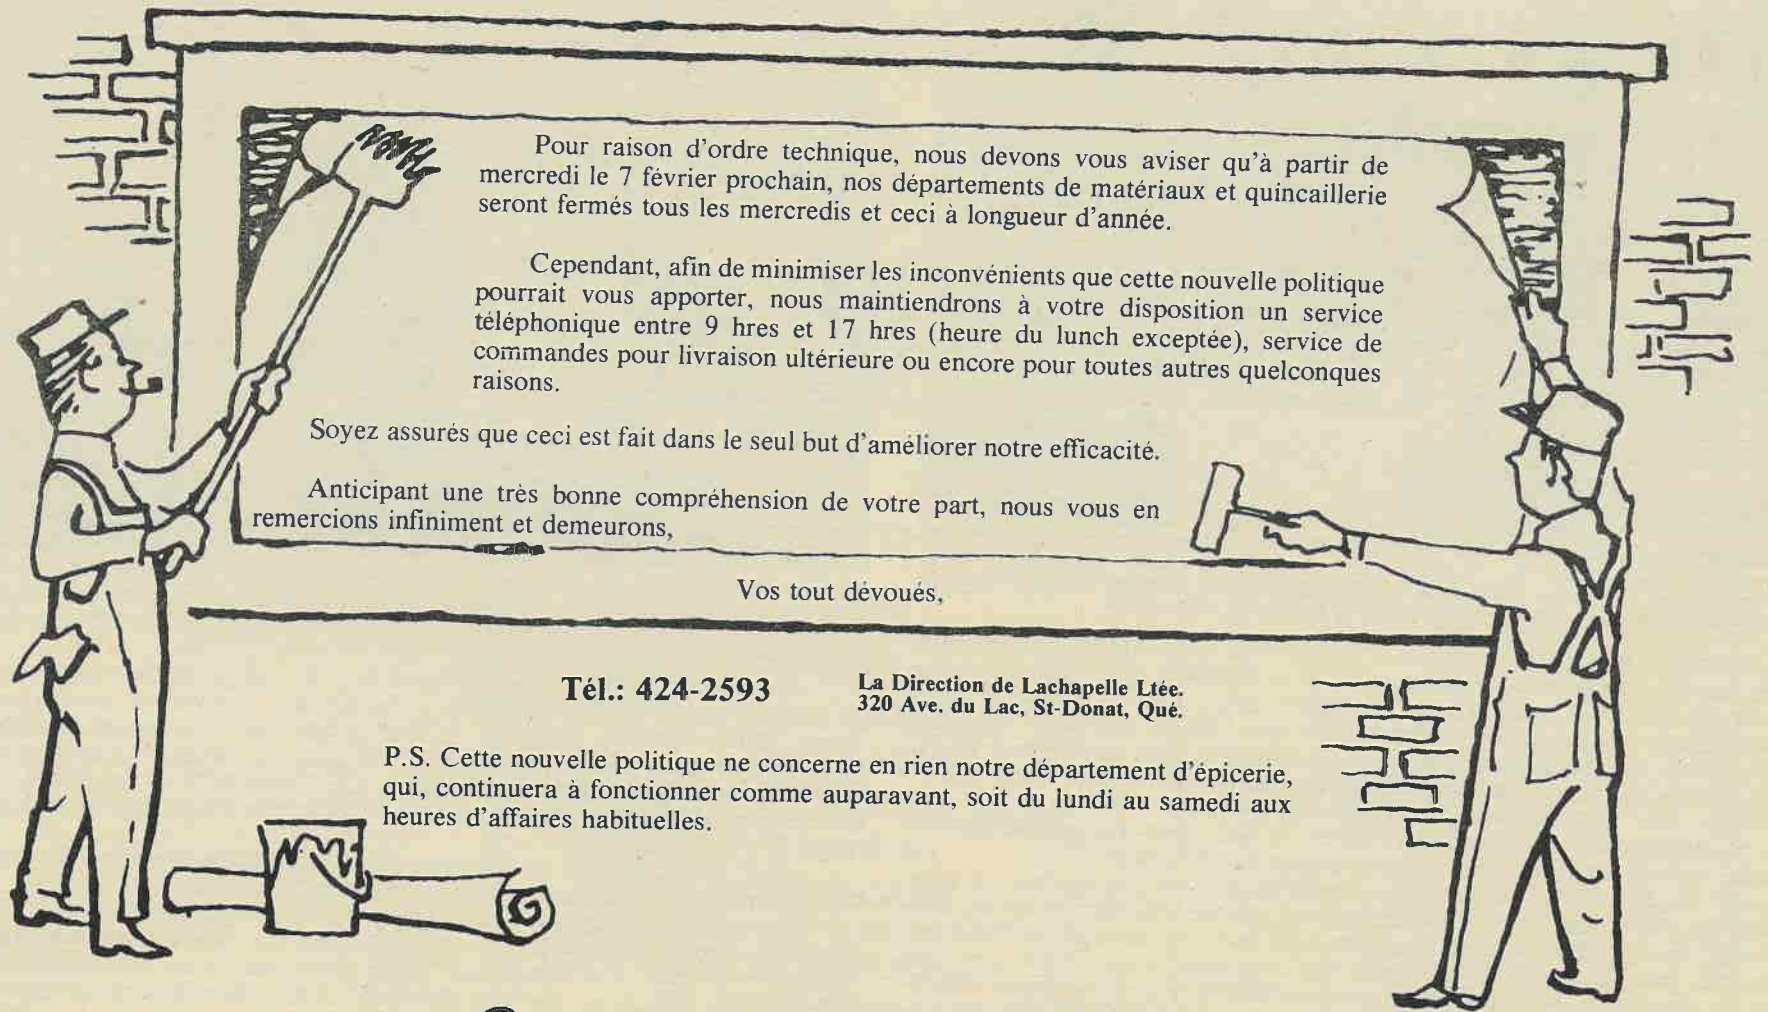 Pour raison d'ordre technique, nous devons vous aviser qu'à partir de
mercredi le 7 février prochain, nos départements de matériaux et quincaillerie
seront fermés tous les mercredis et ceci à longueur d'année.
Cependant, afin de minimiser les inconvénients que cette nouvelle politique
pourrait vous apporter, nous maintiendrons à votre disposition un service
téléphonique entre 9 hres et 17 hres (heure du lunch exceptée), service de
commandes pour livraison ultérieure ou encore pour toutes autres quelconques
raisons.
Soyez assurés que ceci est fait dans le seul but d'améliorer notre efficacité.
Anticipant une très bonne compréhension de votre part, nous vous en
remercions infiniment et demeurons,
Vos tout dévoués,
Tél.: 424-2593
La Direction de Lachapelle Ltée.
320 Ave. du Lac, St-Donat, Qué.
P.S. Cette nouvelle politique ne concerne en rien notre département d'épicerie,
qui, continuera à fonctionner comme auparavant, soit du lundi au samedi aux
heures d'affaires habituelles.